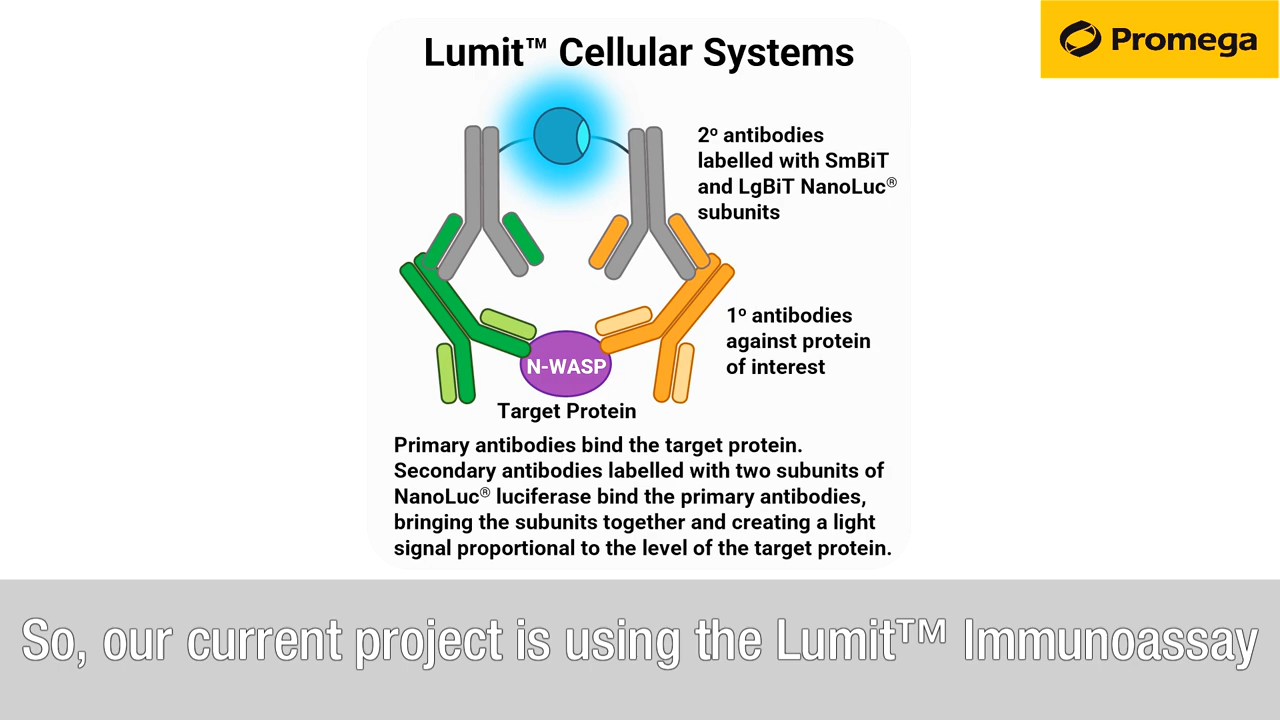 Lumit™ Cellular Systems
Promega
2º antibodies
labelled with SmBiT
and LgBiT NanoLuc®
subunits
1º antibodies
against protein
of interest
N-WASP
Target Protein
Primary antibodies bind the target protein.
Secondary antibodies labelled with two subunits of
NanoLuc® luciferase bind the primary antibodies,
bringing the subunits together and creating a light
signal proportional to the level of the target protein.
So, our current project is using the Lumit™ Immunoassay